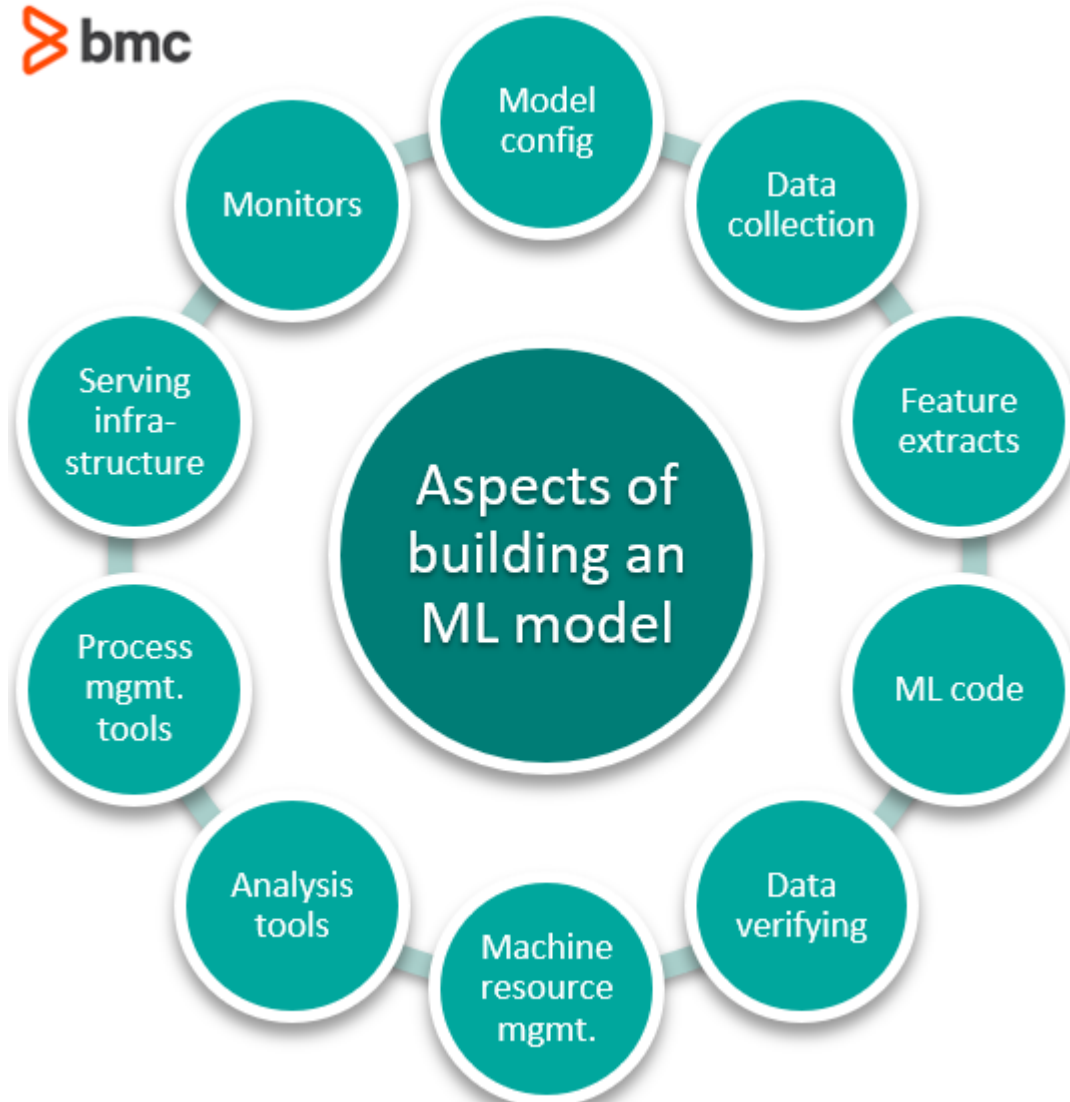 bmc
Model
config
Data
collection
Feature
extracts
ML code
Data
verifying
Machine
resource
mgmt.
Analysis
tools
Process
mgmt.
tools
Serving
infra-
structure
Monitors
Aspects of
building an
ML model